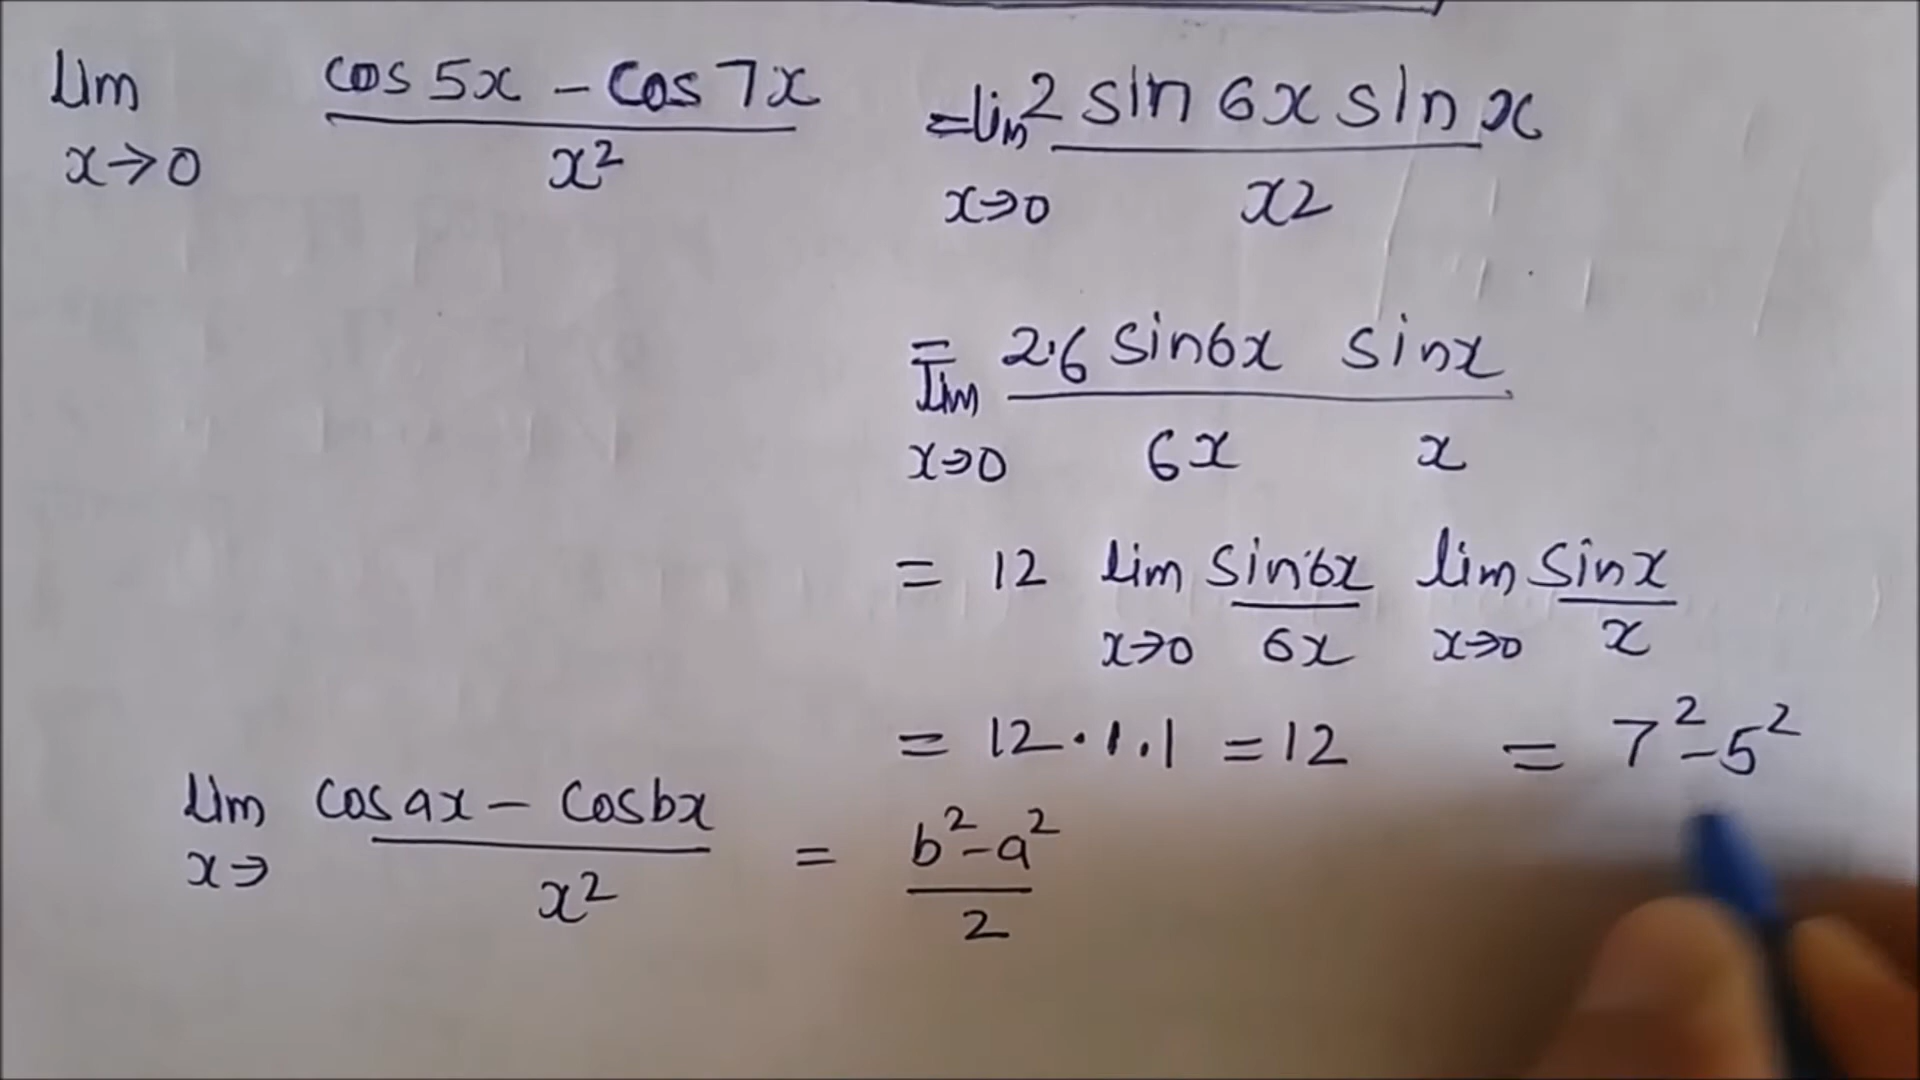 lim x→0 cos 5x - cos 7x / x² = lim x→0 2 sin 6x sin x / x2
= lim x→0 2·6 sin6x sinx / 6x x
= 12 lim x→0 sin6x / 6x lim x→0 sinx / x
= 12·1·1 = 12 = 7²-5²
lim x→ cos ax - cosbx / x² = b²-a² / 2